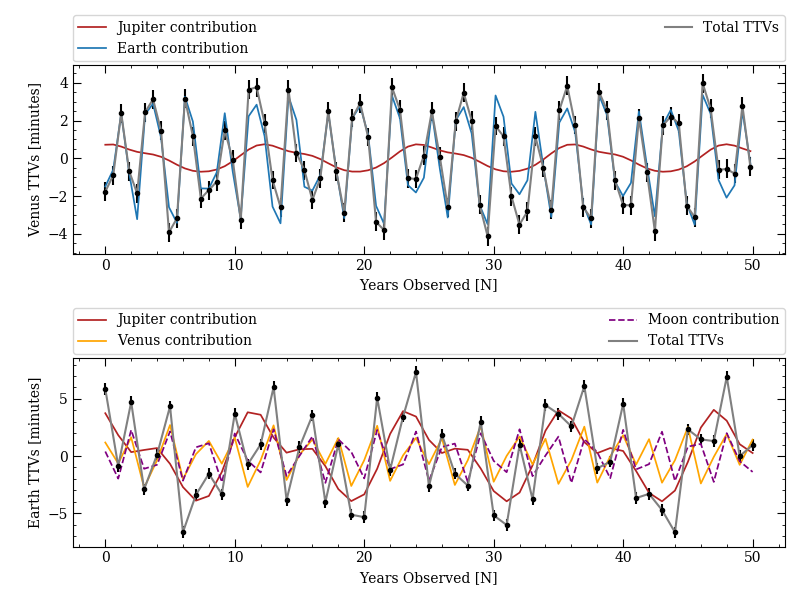 Jupiter contribution
Earth contribution
Total TTVs
Venus TTVs [minutes]
4
2
0
−2
−4
0 10 20 30 40 50
Years Observed [N]
Jupiter contribution
Venus contribution
Moon contribution
Total TTVs
Earth TTVs [minutes]
5
0
−5
0 10 20 30 40 50
Years Observed [N]